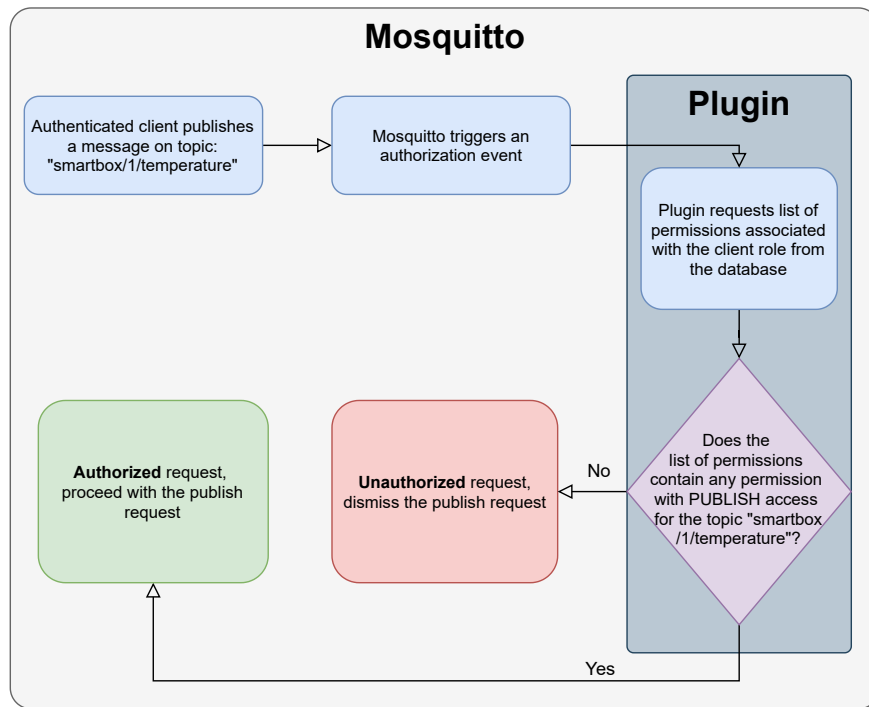 Mosquitto
Plugin
Authenticated client publishes
a message on topic:
"smartbox/1/temperature"
Mosquitto triggers an
authorization event
Plugin requests list of
permissions associated
with the client role from
the database
Does the
list of permissions
contain any permission
with PUBLISH access
for the topic "smartbox
/1/temperature"?
No
Unauthorized request,
dismiss the publish request
Authorized request,
proceed with the publish
request
Yes